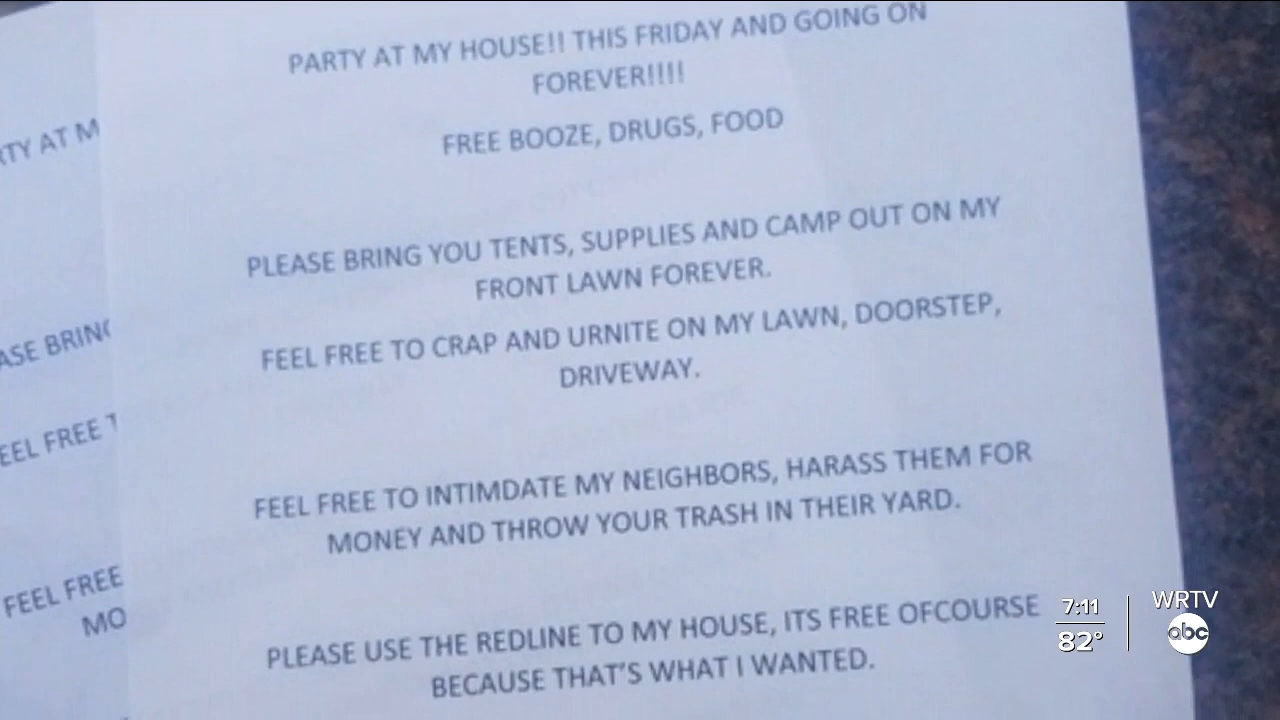 PARTY AT MY HOUSE!! THIS FRIDAY AND GOING ON
FOREVER!!!!
FREE BOOZE, DRUGS, FOOD
PLEASE BRING YOU TENTS, SUPPLIES AND CAMP OUT ON MY
FRONT LAWN FOREVER.
FEEL FREE TO CRAP AND URNITE ON MY LAWN, DOORSTEP,
DRIVEWAY.
FEEL FREE TO INTIMDATE MY NEIGHBORS, HARASS THEM FOR
MONEY AND THROW YOUR TRASH IN THEIR YARD.
PLEASE USE THE REDLINE TO MY HOUSE, ITS FREE OFCOURSE
BECAUSE THAT'S WHAT I WANTED.
RTY AT M
ASE BRING
EEL FREE T
FEEL FREE
MO
7:11
82°
WRTV
abc